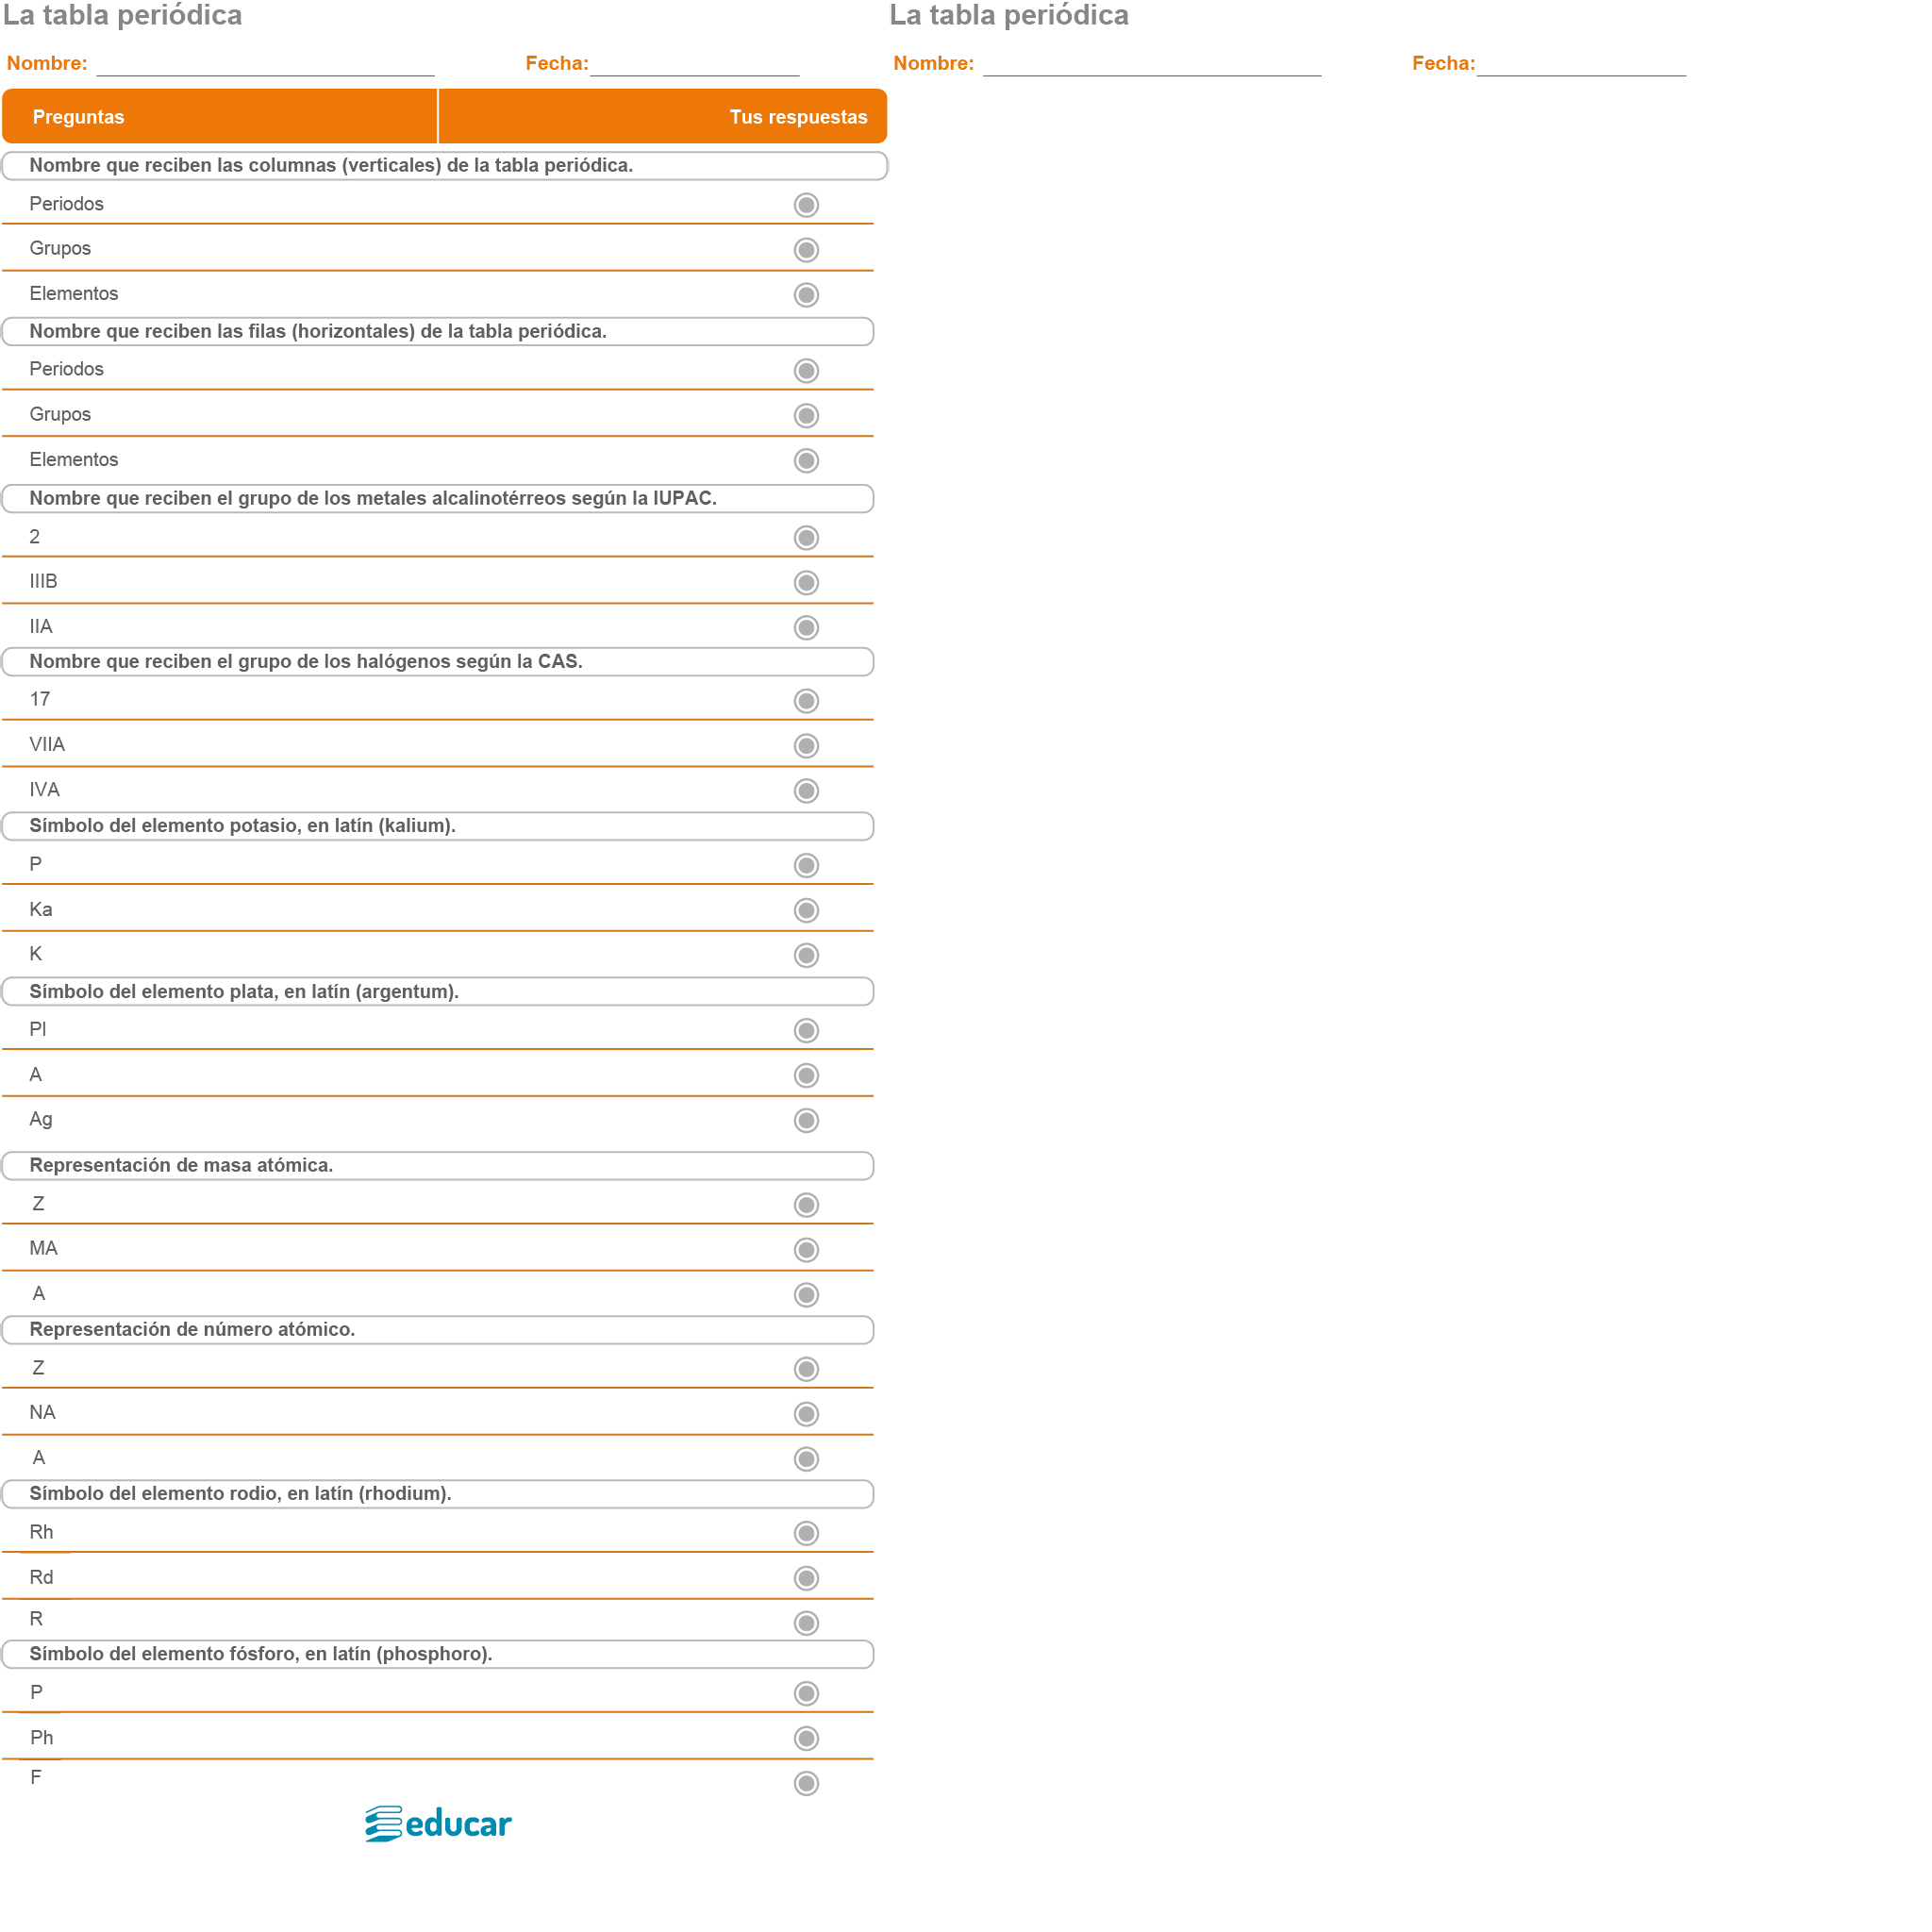 La tabla periódica
Nombre: Fecha:
Preguntas Tus respuestas
Nombre que reciben las columnas (verticales) de la tabla periódica.
Periodos
Grupos
Elementos
Nombre que reciben las filas (horizontales) de la tabla periódica.
Periodos
Grupos
Elementos
Nombre que reciben el grupo de los metales alcalinotérreos según la IUPAC.
2
IIIB
IIA
Nombre que reciben el grupo de los halógenos según la CAS.
17
VIIA
IVA
Símbolo del elemento potasio, en latín (kalium).
P
Ka
K
Símbolo del elemento plata, en latín (argentum).
Pl
A
Ag
Representación de masa atómica.
Z
MA
A
Representación de número atómico.
Z
NA
A
Símbolo del elemento rodio, en latín (rhodium).
Rh
Rd
R
Símbolo del elemento fósforo, en latín (phosphoro).
P
Ph
F
educar
La tabla periódica
Nombre: Fecha: